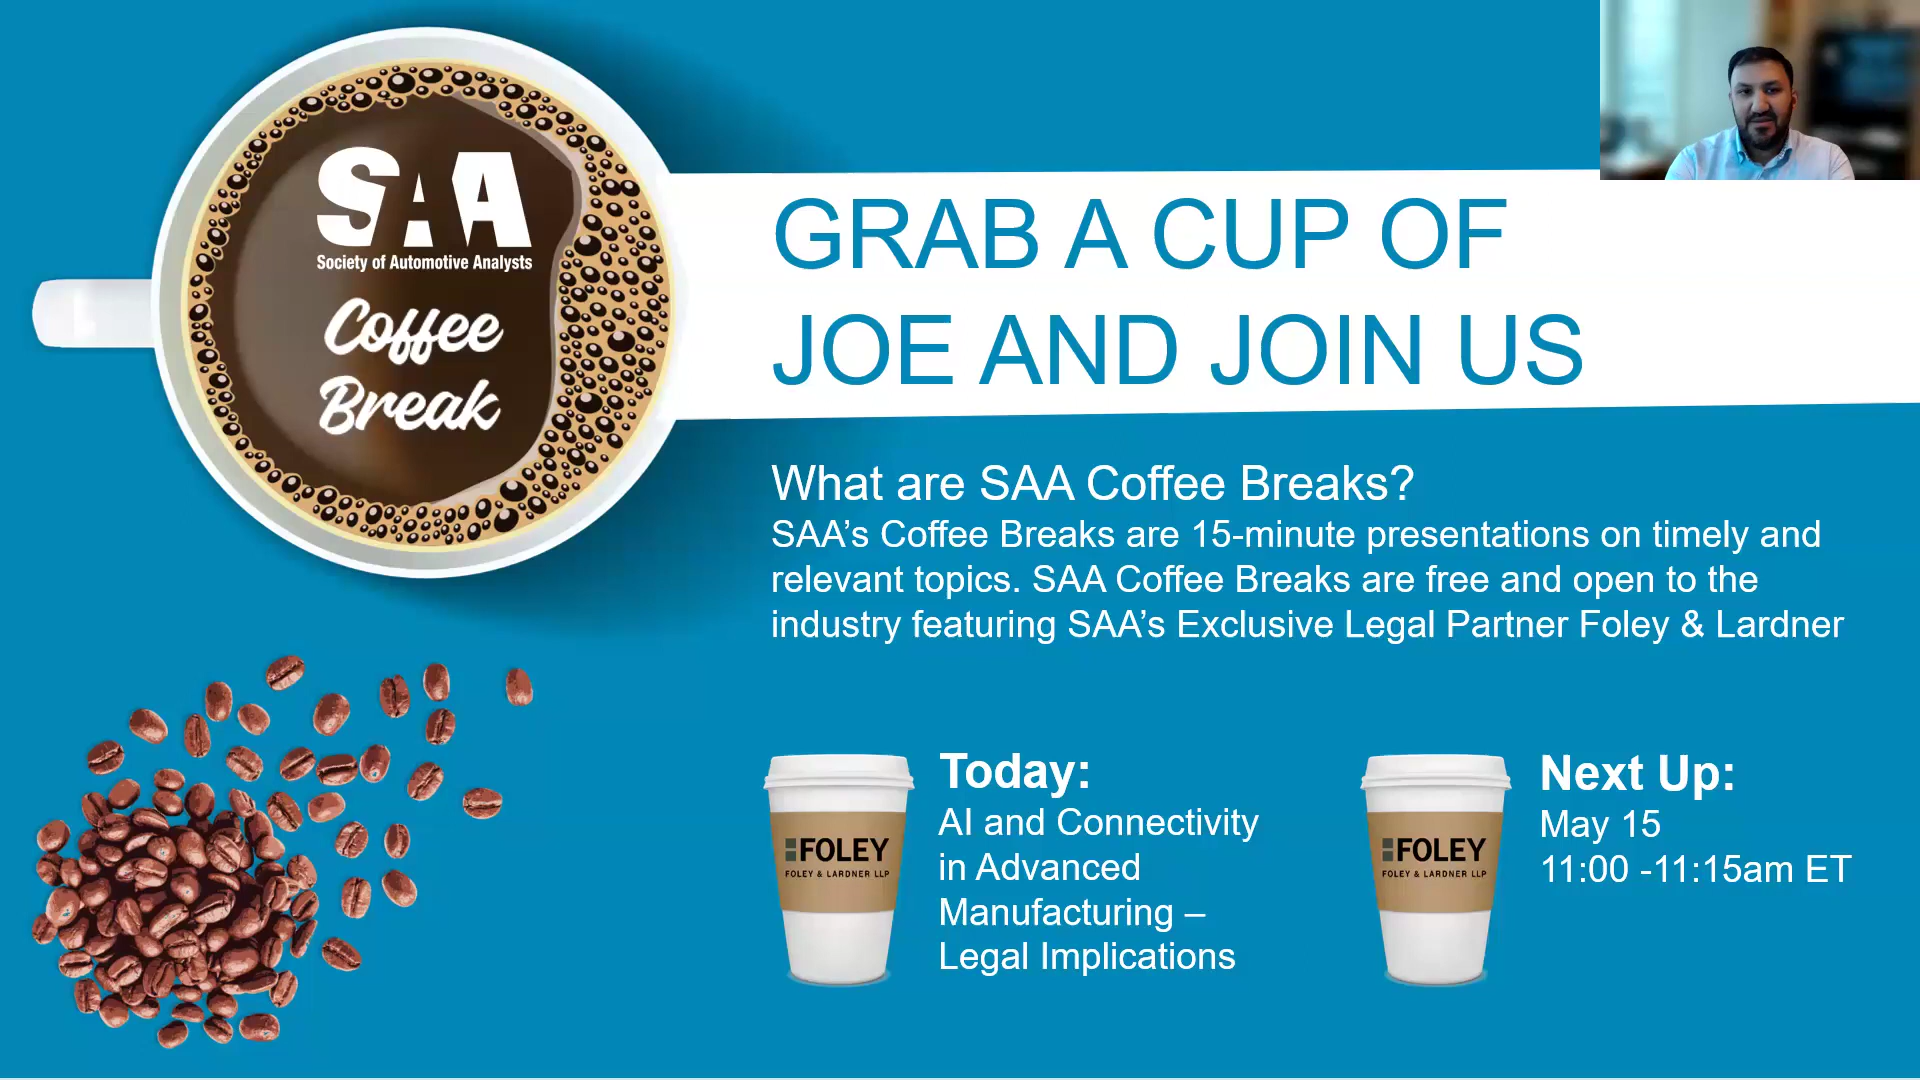 SAA
Society of Automotive Analysts
Coffee
Break
GRAB A CUP OF
JOE AND JOIN US
What are SAA Coffee Breaks?
SAA’s Coffee Breaks are 15-minute presentations on timely and
relevant topics. SAA Coffee Breaks are free and open to the
industry featuring SAA’s Exclusive Legal Partner Foley & Lardner
FOLEY
FOLEY & LARDNER LLP
Today:
AI and Connectivity
in Advanced
Manufacturing –
Legal Implications
FOLEY
FOLEY & LARDNER LLP
Next Up:
May 15
11:00 -11:15am ET